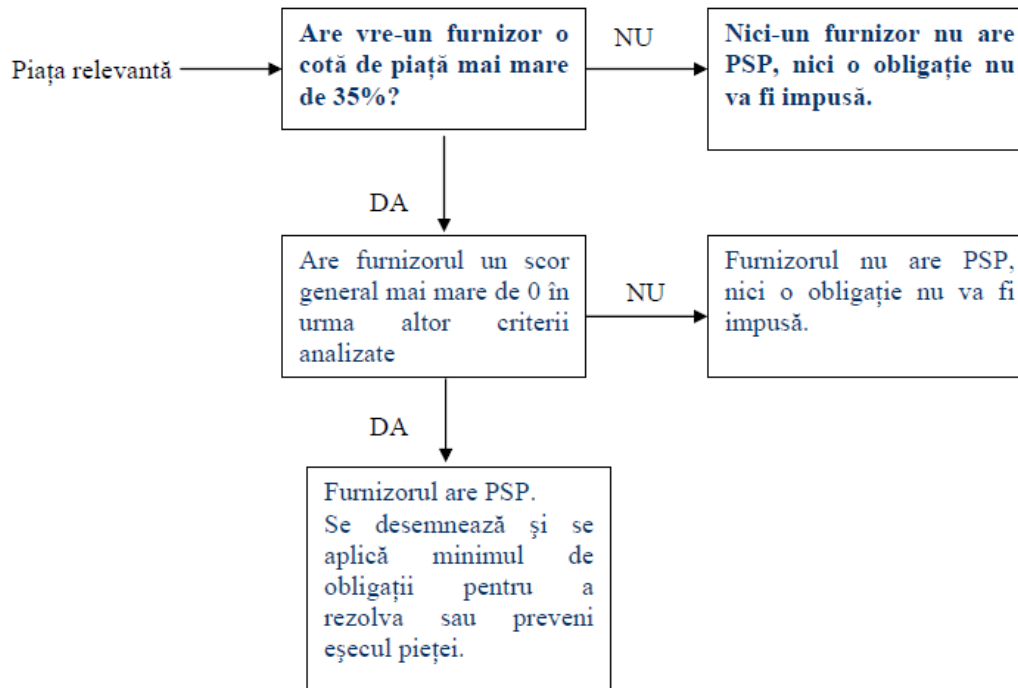 Piața relevantă
Are vre-un furnizor o
cotă de piață mai mare
de 35%?
NU
Nici-un furnizor nu are
PSP, nici o obligație nu
va fi impusă.
DA
Are furnizorul un scor
general mai mare de 0 în
urma altor criterii
analizate
NU
Furnizorul nu are PSP,
nici o obligație nu va fi
impusă.
DA
Furnizorul are PSP.
Se desemnează şi se
aplică minimul de
obligații pentru a
rezolva sau preveni
eşecul pieței.